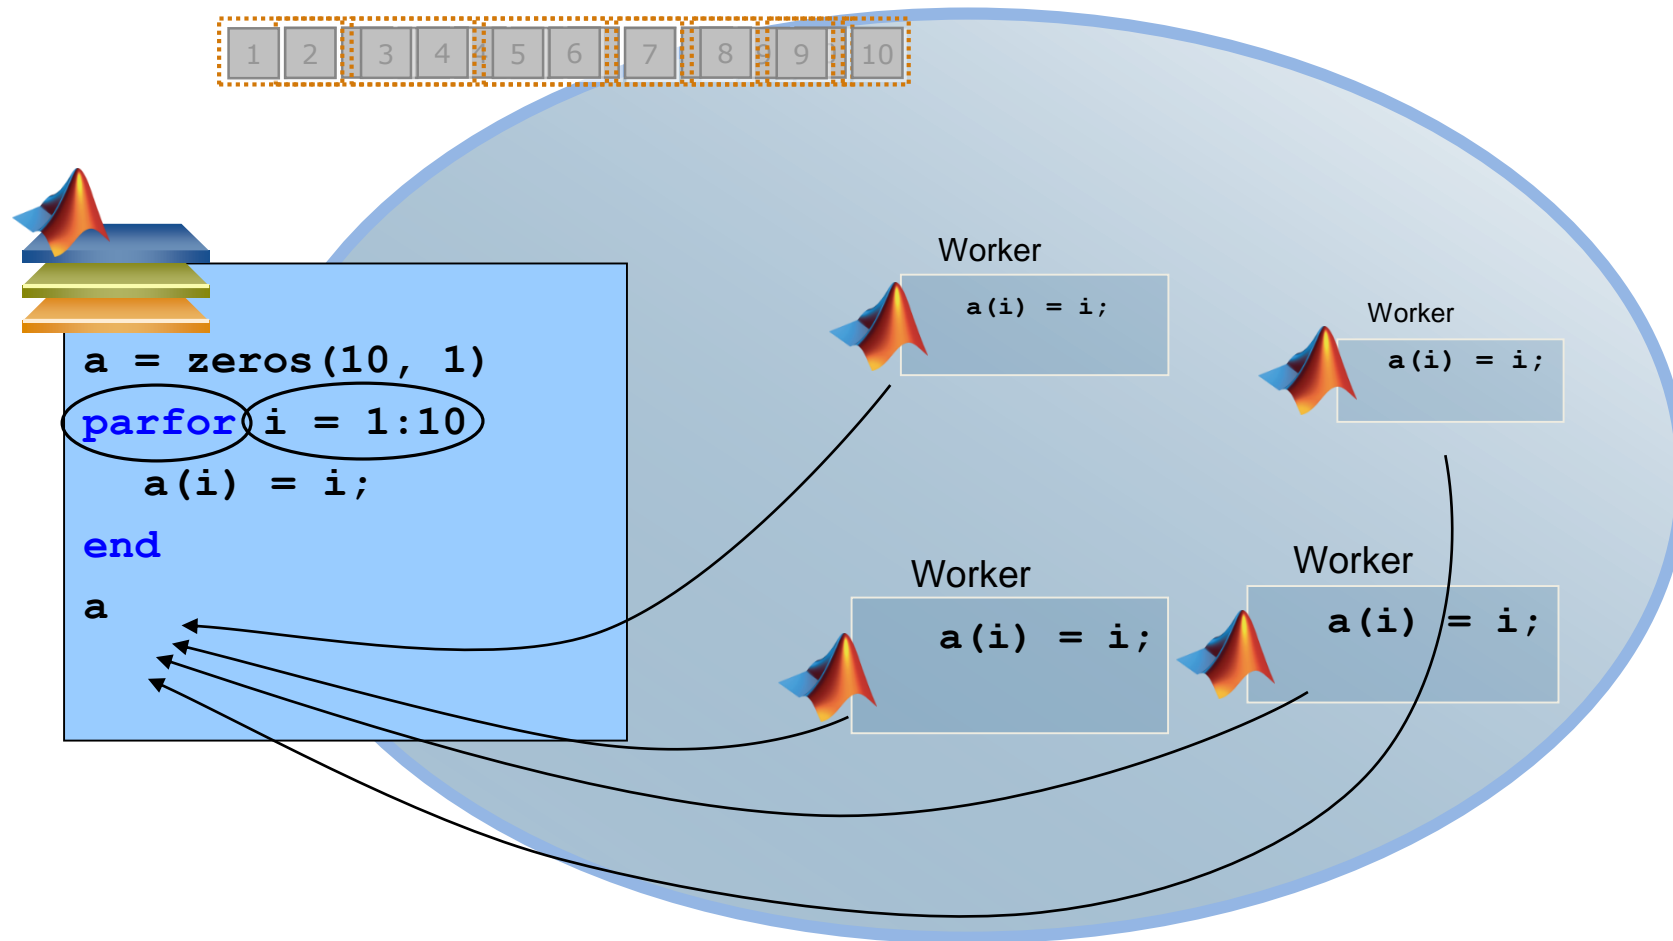 1 2 3 4 5 6 7 8 9 10
Worker
a(i) = i;
Worker
a(i) = i;
a = zeros(10, 1)
parfor i = 1:10
a(i) = i;
end
a
Worker
a(i) = i;
Worker
a(i) = i;